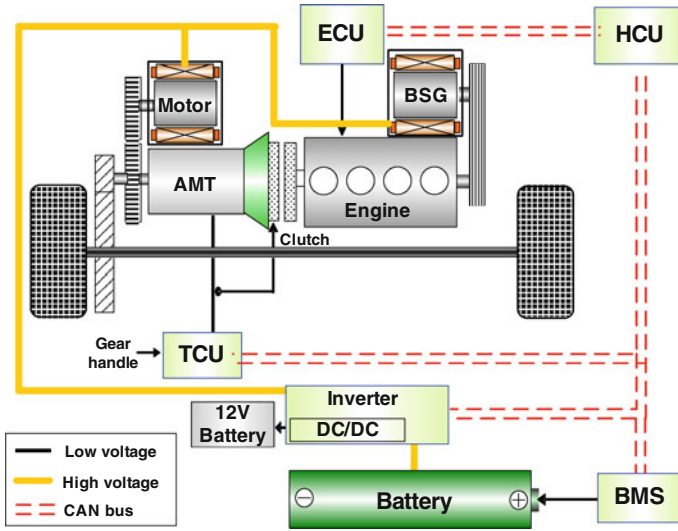 ECU
HCU
Motor
BSG
AMT
Engine
Clutch
Gear
handle
TCU
Inverter
12V
Battery
DC/DC
Low voltage
High voltage
CAN bus
Battery
BMS